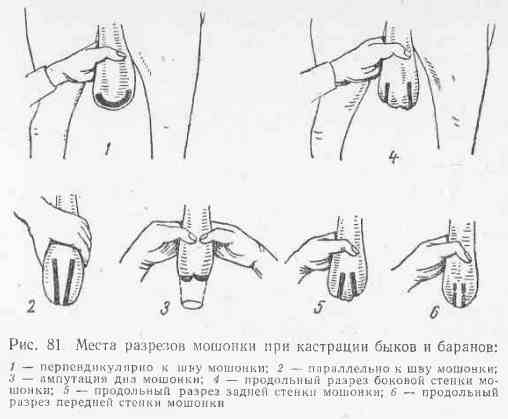 1
4
2
3
5
6
Рис. 81. Места разрезов мошонки при кастрации быков и баранов:
1 — перпендикулярно к шву мошонки; 2 — параллельно к шву мошонки;
3 — ампутация дна мошонки; 4 — продольный разрез боковой стенки мо-
шонки; 5 — продольный разрез задней стенки мошонки; 6 — продольный
разрез передней стенки мошонки